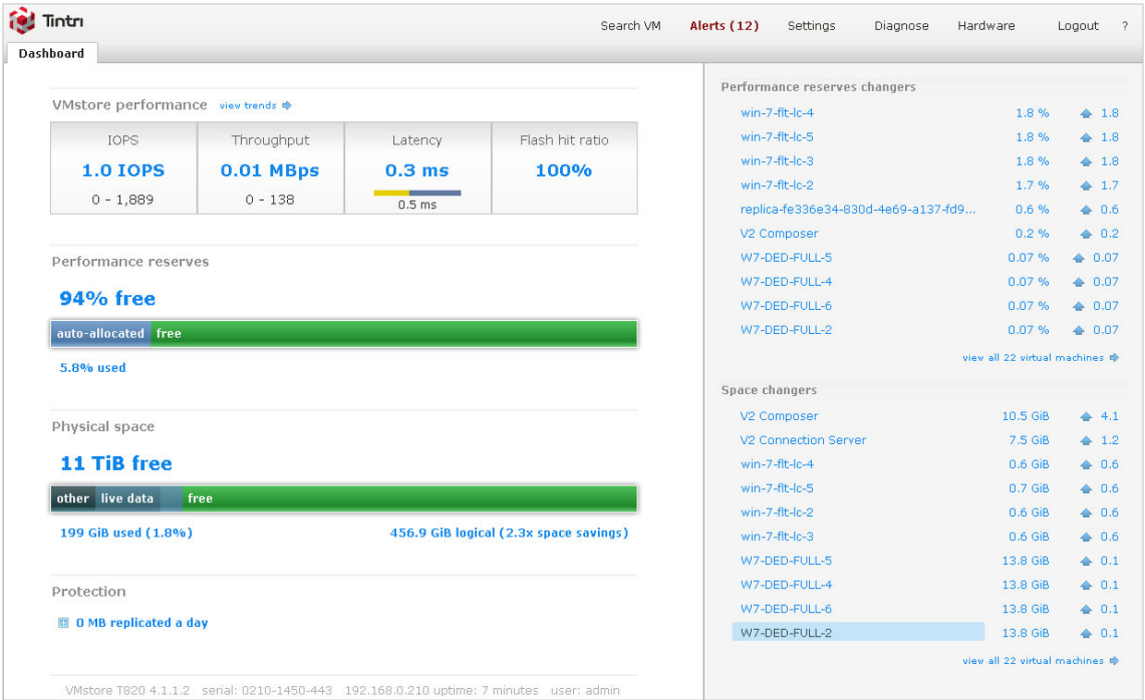 Tintri
Search VM Alerts (12) Settings Diagnose Hardware Logout ?
Dashboard
VMstore performance view trends
IOPS Throughput Latency Flash hit ratio
1.0 IOPS 0.01 MBps 0.3 ms 100%
0 - 1,889 0 - 138 0.5 ms
Performance reserves
94% free
auto-allocated free
5.8% used
Physical space
11 TiB free
other live data free
199 GiB used (1.8%) 456.9 GiB logical (2.3x space savings)
Protection
0 MB replicated a day
VMstore T820 4.1.1.2 serial: 0210-1450-443 192.168.0.210 uptime: 7 minutes user: admin
Performance reserves changers
win-7-flt-lc-4 1.8 % 1.8
win-7-flt-lc-5 1.8 % 1.8
win-7-flt-lc-3 1.8 % 1.8
win-7-flt-lc-2 1.7 % 1.7
replica-fe336e34-830d-4e69-a137-fd9... 0.6 % 0.6
V2 Composer 0.2 % 0.2
W7-DED-FULL-5 0.07 % 0.07
W7-DED-FULL-4 0.07 % 0.07
W7-DED-FULL-6 0.07 % 0.07
W7-DED-FULL-2 0.07 % 0.07
view all 22 virtual machines
Space changers
V2 Composer 10.5 GiB 4.1
V2 Connection Server 7.5 GiB 1.2
win-7-flt-lc-4 0.6 GiB 0.6
win-7-flt-lc-5 0.7 GiB 0.6
win-7-flt-lc-2 0.6 GiB 0.6
win-7-flt-lc-3 0.6 GiB 0.6
W7-DED-FULL-5 13.8 GiB 0.1
W7-DED-FULL-4 13.8 GiB 0.1
W7-DED-FULL-6 13.8 GiB 0.1
W7-DED-FULL-2 13.8 GiB 0.1
view all 22 virtual machines